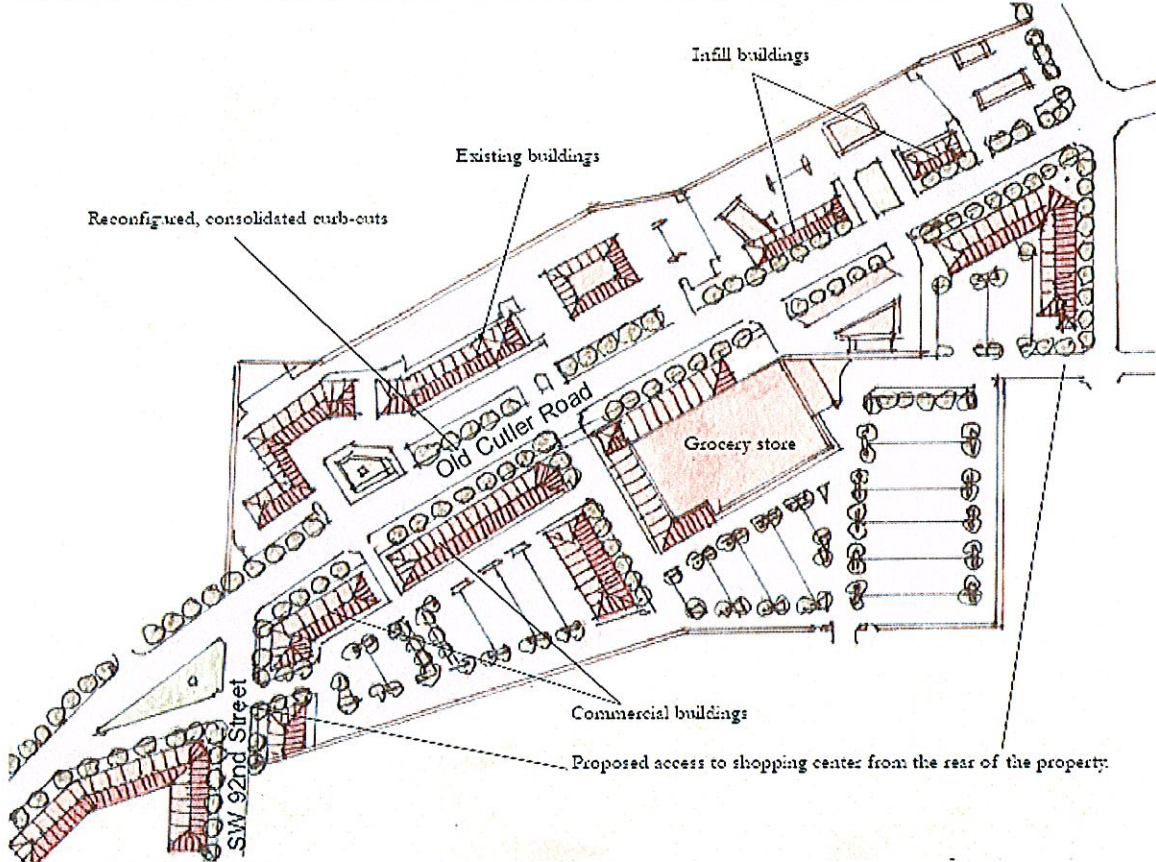 Infill buildings
Existing buildings
Reconfigured, consolidated curb-cuts
Old Cutler Road
Grocery store
Commercial buildings
Proposed access to shopping center from the rear of the property.
SW 92nd Street